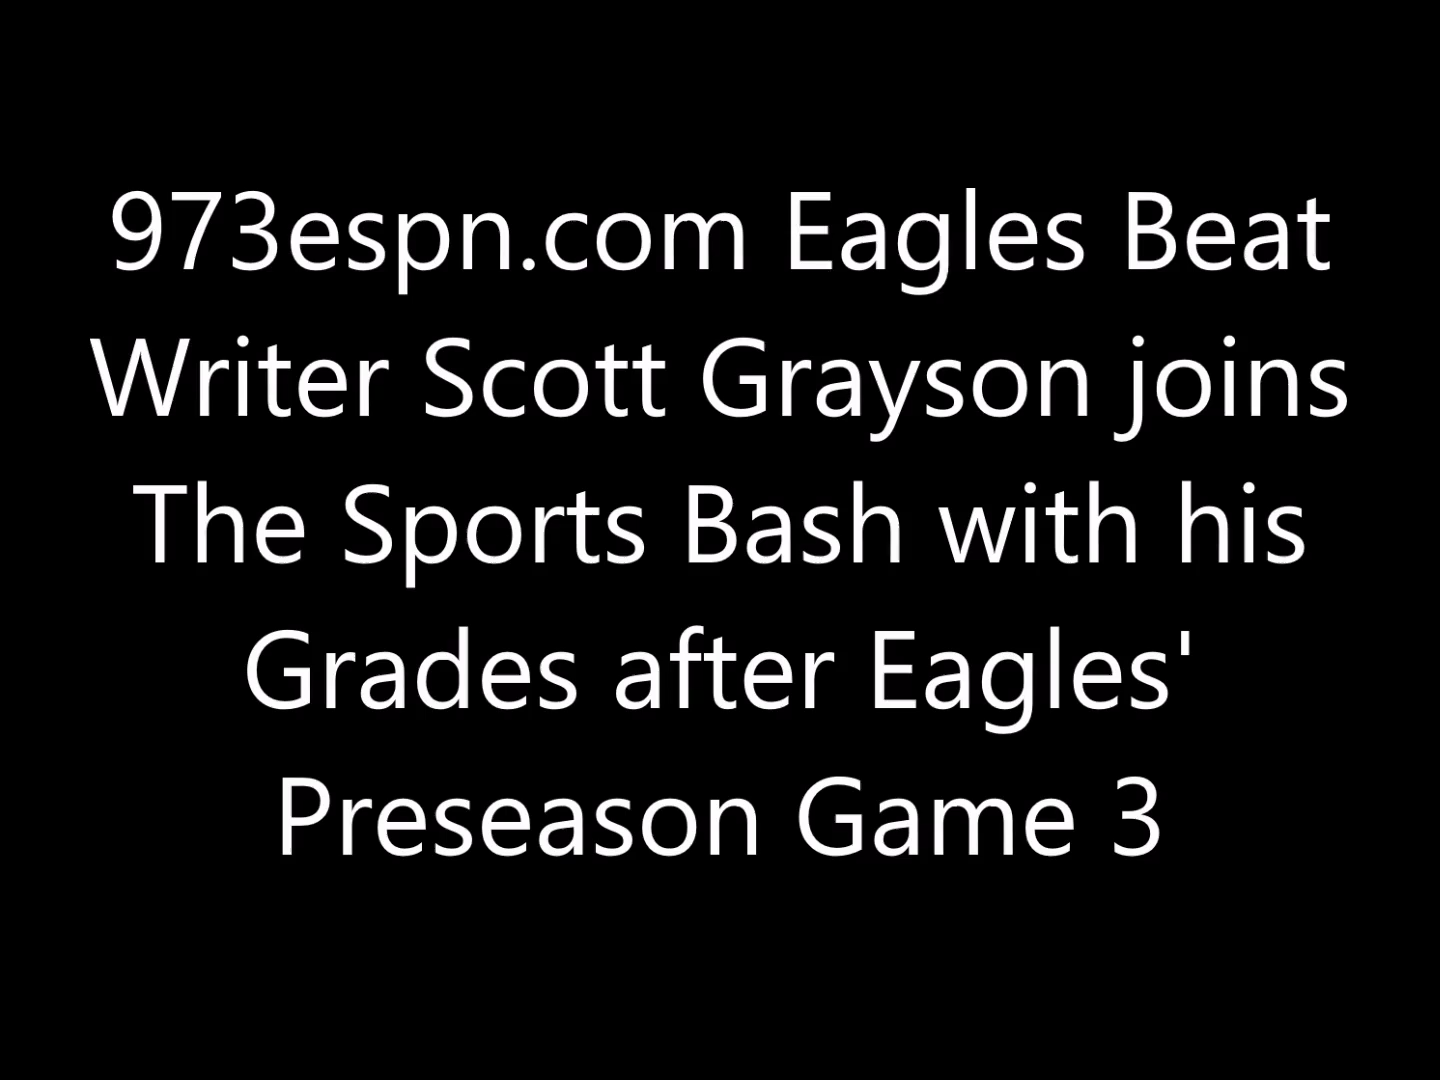 973espn.com Eagles Beat
Writer Scott Grayson joins
The Sports Bash with his
Grades after Eagles'
Preseason Game 3